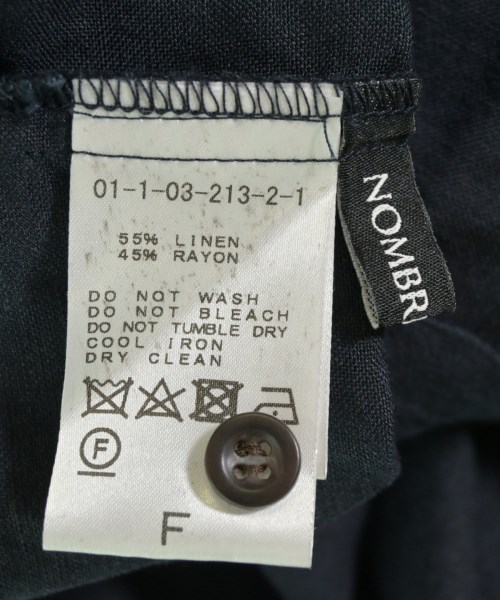 01-1-03-213-2-1
55% LINEN
45% RAYON
DO NOT WASH
DO NOT BLEACH
DO NOT TUMBLE DRY
COOL IRON
DRY CLEAN
F
F